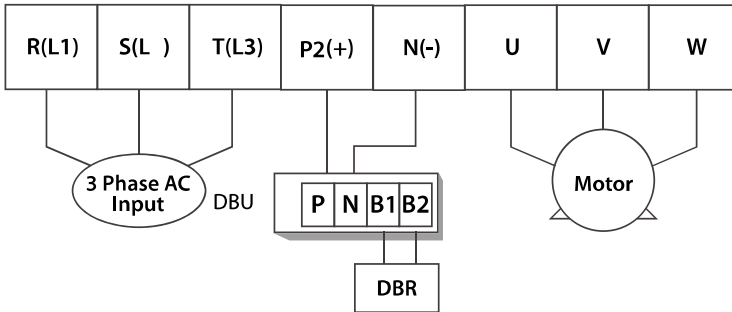 R(L1) S(L ) T(L3) P2(+) N(-) U V W
3 Phase AC
Input
DBU
P N B1 B2
Motor
DBR